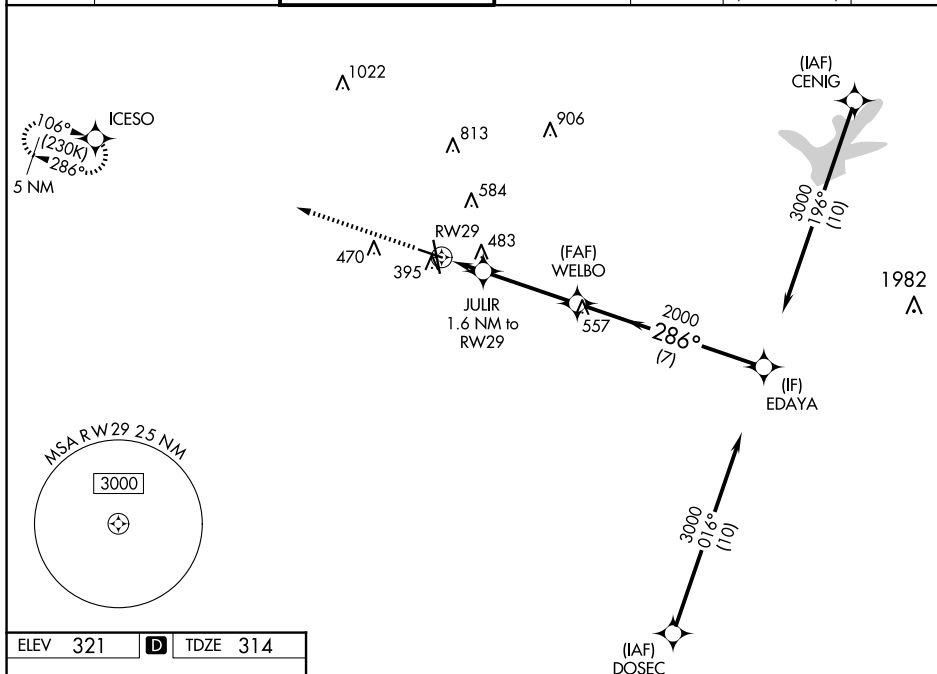 1022
(IAF)
CENIG
ICESO
106°
(230K)
286°
5 NM
813
906
584
3000
196°
(10)
RW29
483
470
395
(FAF)
WELBO
1982
JULIR
1.6 NM to
RW29
557
2000
286°
(7)
(IF)
EDAYA
MSA RW29 25 NM
3000
3000
016°
(10)
ELEV 321 D TDZE 314
(IAF)
DOSEC